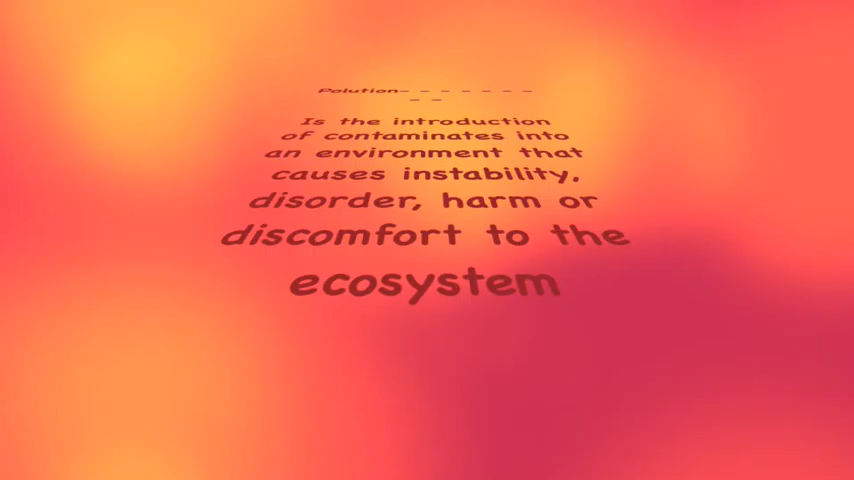 Polution— – – – – – – –
– –
Is the introduction
of contaminates into
an environment that
causes instability,
disorder, harm or
discomfort to the
ecosystem